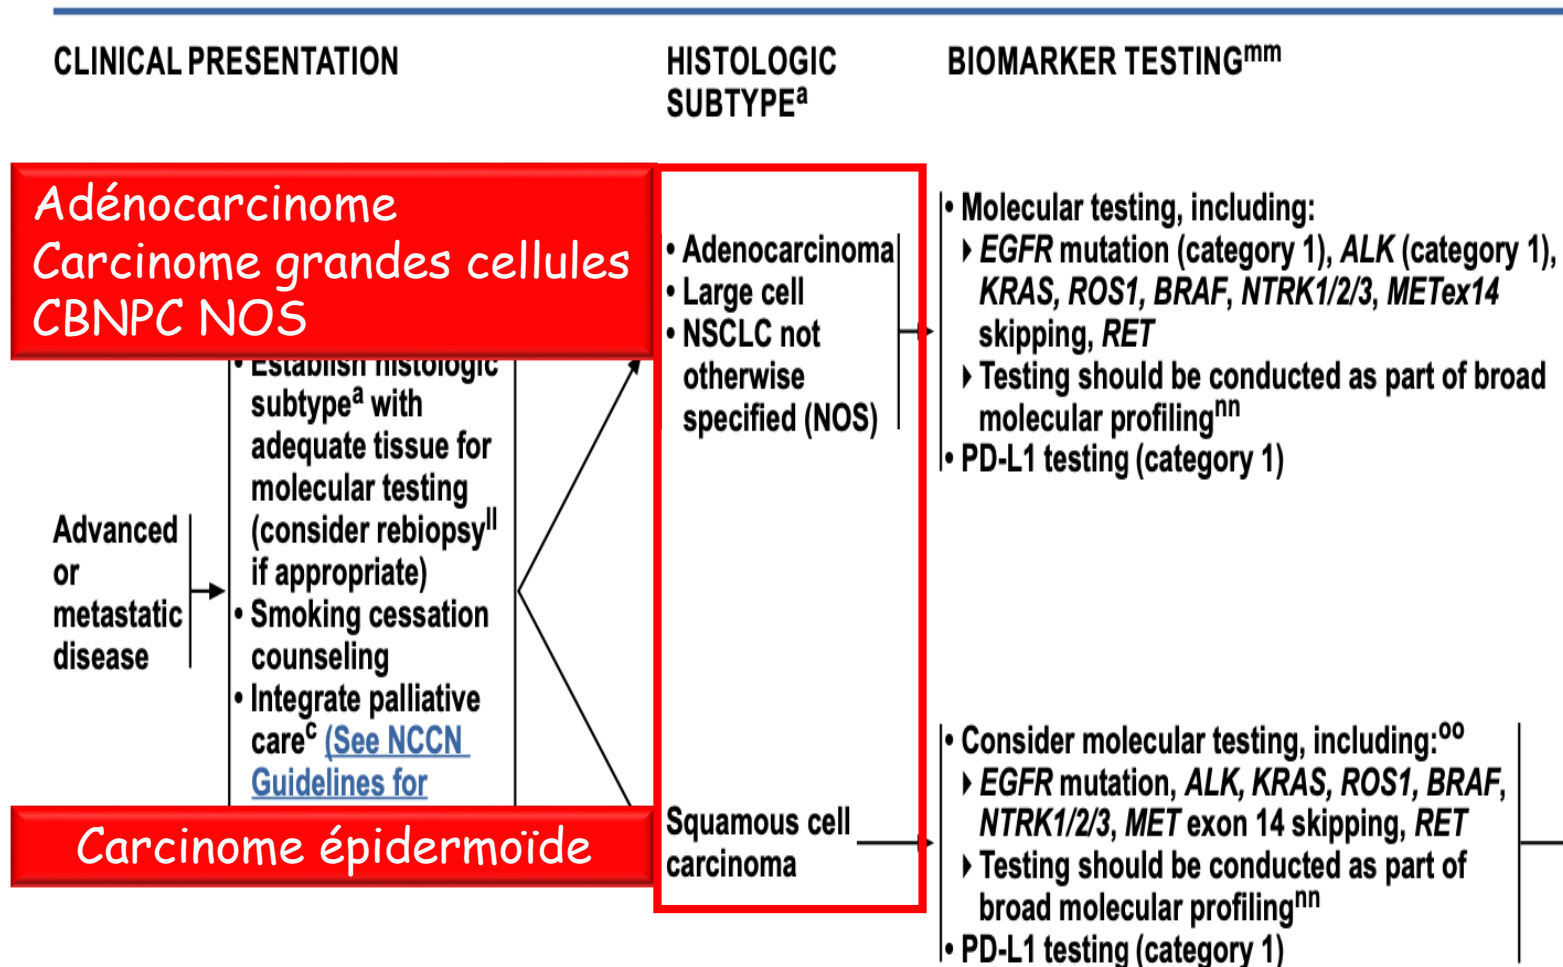 CLINICAL PRESENTATION
HISTOLOGIC
SUBTYPEᵃ
BIOMARKER TESTINGᵐᵐ
Adénocarcinome
Carcinome grandes cellules
CBNPC NOS
Advanced
or
metastatic
disease
• Establish histologic
subtypeᵃ with
adequate tissue for
molecular testing
(consider rebiopsyˡˡ
if appropriate)
• Smoking cessation
counseling
• Integrate palliative
careᶜ (See NCCN
Guidelines for
Carcinome épidermoïde
• Adenocarcinoma
• Large cell
• NSCLC not
otherwise
specified (NOS)
• Molecular testing, including:
▸ EGFR mutation (category 1), ALK (category 1),
KRAS, ROS1, BRAF, NTRK1/2/3, METex14
skipping, RET
▸ Testing should be conducted as part of broad
molecular profilingⁿⁿ
• PD-L1 testing (category 1)
Squamous cell
carcinoma
• Consider molecular testing, including:ᵒᵒ
▸ EGFR mutation, ALK, KRAS, ROS1, BRAF,
NTRK1/2/3, MET exon 14 skipping, RET
▸ Testing should be conducted as part of
broad molecular profilingⁿⁿ
• PD-L1 testing (category 1)